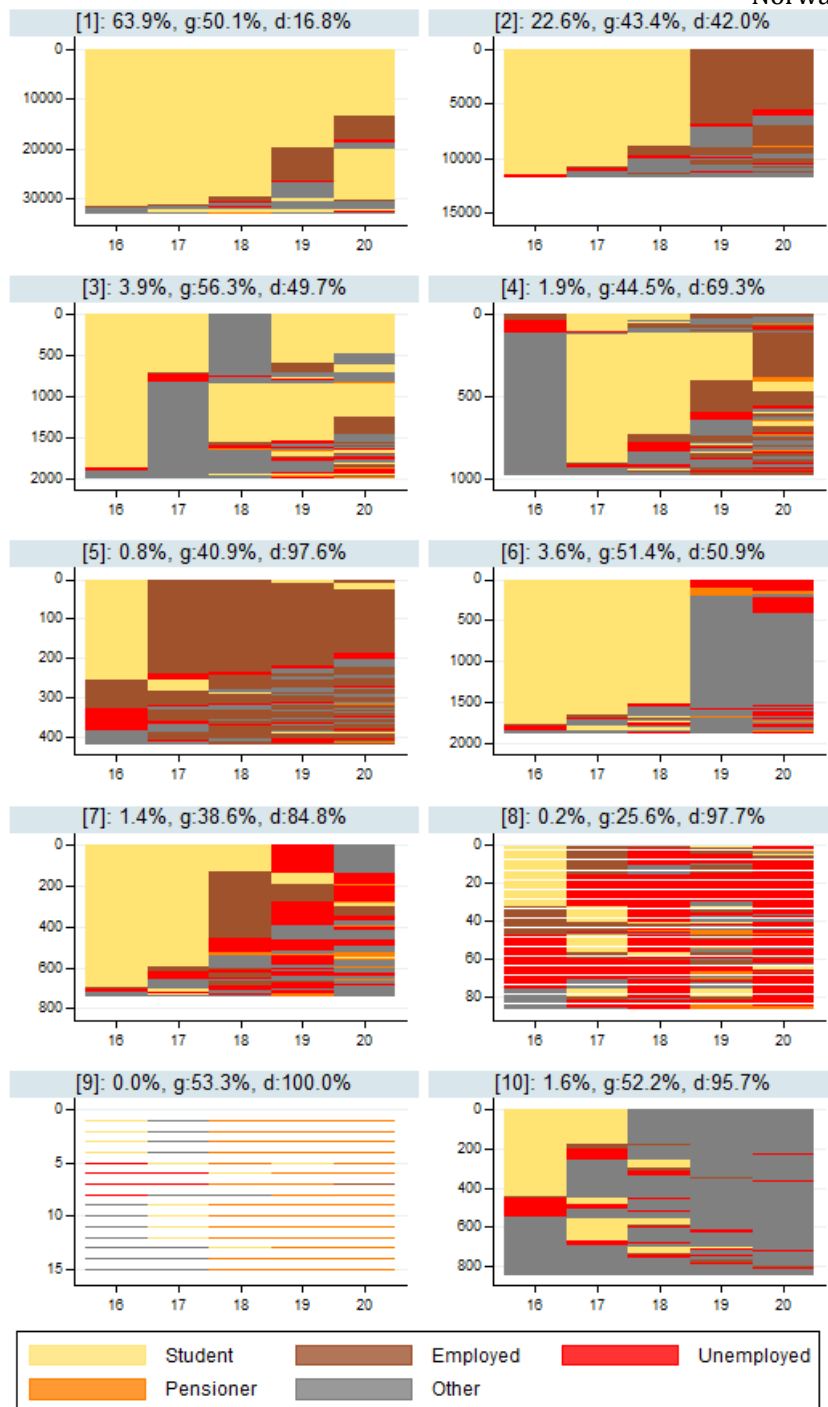 Norwa
[1]: 63.9%, g:50.1%, d:16.8%
0
10000
20000
30000
16 17 18 19 20
[2]: 22.6%, g:43.4%, d:42.0%
0
5000
10000
15000
16 17 18 19 20
[3]: 3.9%, g:56.3%, d:49.7%
0
500
1000
1500
2000
16 17 18 19 20
[4]: 1.9%, g:44.5%, d:69.3%
0
500
1000
16 17 18 19 20
[5]: 0.8%, g:40.9%, d:97.6%
0
100
200
300
400
16 17 18 19 20
[6]: 3.6%, g:51.4%, d:50.9%
0
500
1000
1500
2000
16 17 18 19 20
[7]: 1.4%, g:38.6%, d:84.8%
0
200
400
600
800
16 17 18 19 20
[8]: 0.2%, g:25.6%, d:97.7%
0
20
40
60
80
16 17 18 19 20
[9]: 0.0%, g:53.3%, d:100.0%
0
5
10
15
16 17 18 19 20
[10]: 1.6%, g:52.2%, d:95.7%
0
200
400
600
800
16 17 18 19 20
Student Employed Unemployed
Pensioner Other